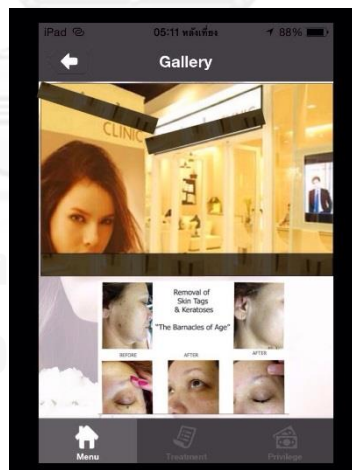 iPad 05:11 หลังเที่ยง 88%
Gallery
CLINIC
Removal of
Skin Tags
& Keratoses
"The Barnacles of Age"
BEFORE
AFTER
AFTER
Menu
Treatment
Privilege